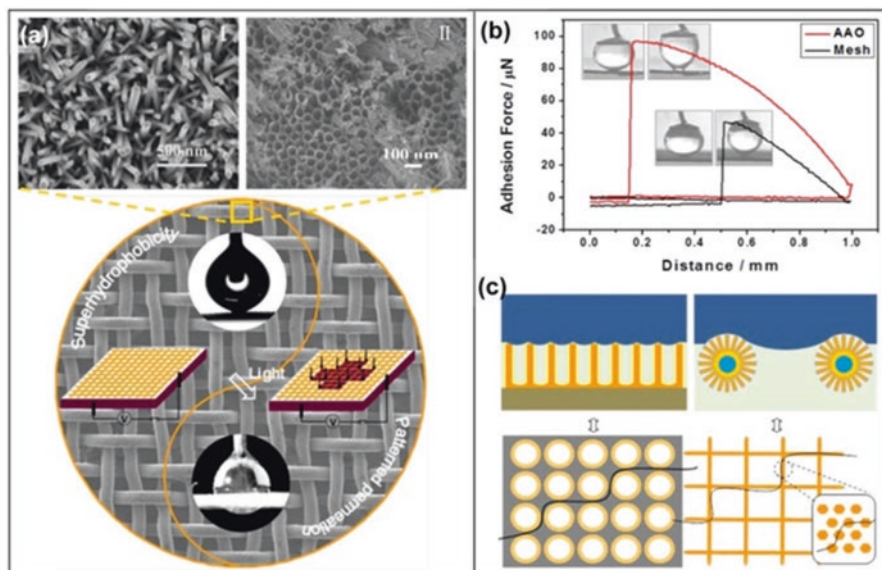 (a)
I
500 nm
II
100 nm
Superhydrophobicity
Light
V
V
Patterned permeation
(b)
AAO
Mesh
Adhesion Force / μN
100
80
60
40
20
0
-20
0.0
0.2
0.4
0.6
0.8
1.0
Distance / mm
(c)